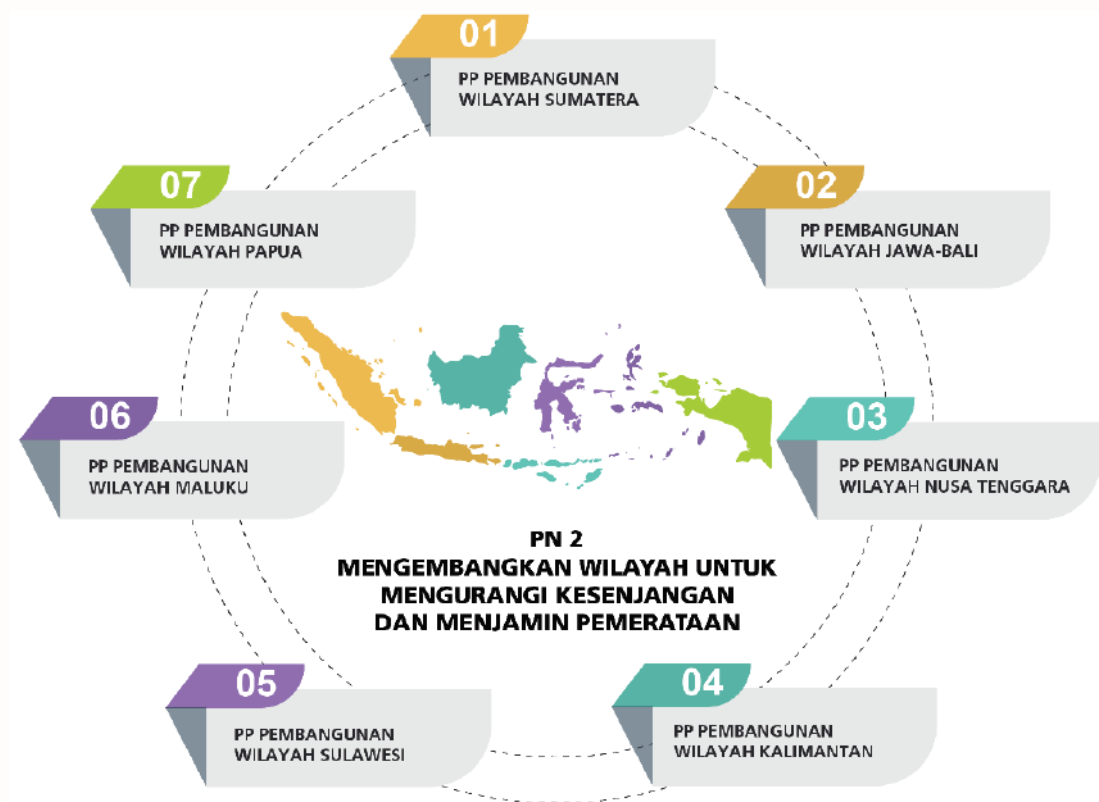 01
PP PEMBANGUNAN
WILAYAH SUMATERA
02
PP PEMBANGUNAN
WILAYAH JAWA-BALI
03
PP PEMBANGUNAN
WILAYAH NUSA TENGGARA
04
PP PEMBANGUNAN
WILAYAH KALIMANTAN
05
PP PEMBANGUNAN
WILAYAH SULAWESI
06
PP PEMBANGUNAN
WILAYAH MALUKU
07
PP PEMBANGUNAN
WILAYAH PAPUA
PN 2
MENGEMBANGKAN WILAYAH UNTUK
MENGURANGI KESENJANGAN
DAN MENJAMIN PEMERATAAN